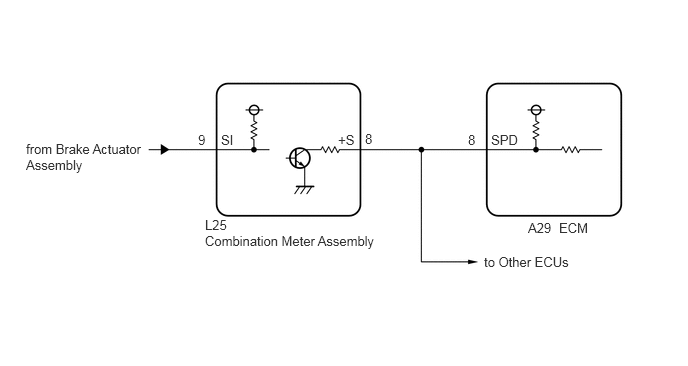 9 SI +S 8 8 SPD
from Brake Actuator
Assembly
L25
Combination Meter Assembly
A29 ECM
to Other ECUs